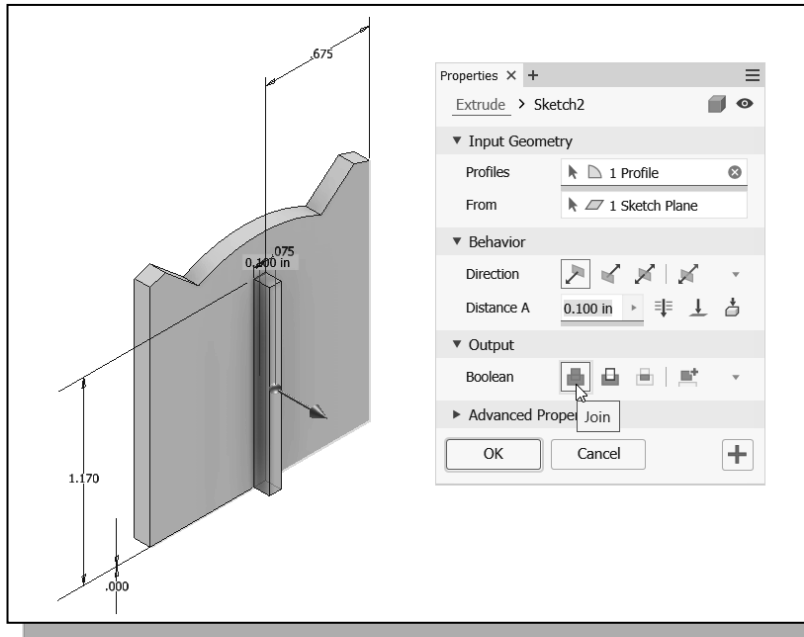 .675
.075
0.100 in
1.170
.000
Properties × +
Extrude > Sketch2
Input Geometry
Profiles 1 Profile
From 1 Sketch Plane
Behavior
Direction
Distance A 0.100 in
Output
Boolean
Join
Advanced Prope
OK Cancel